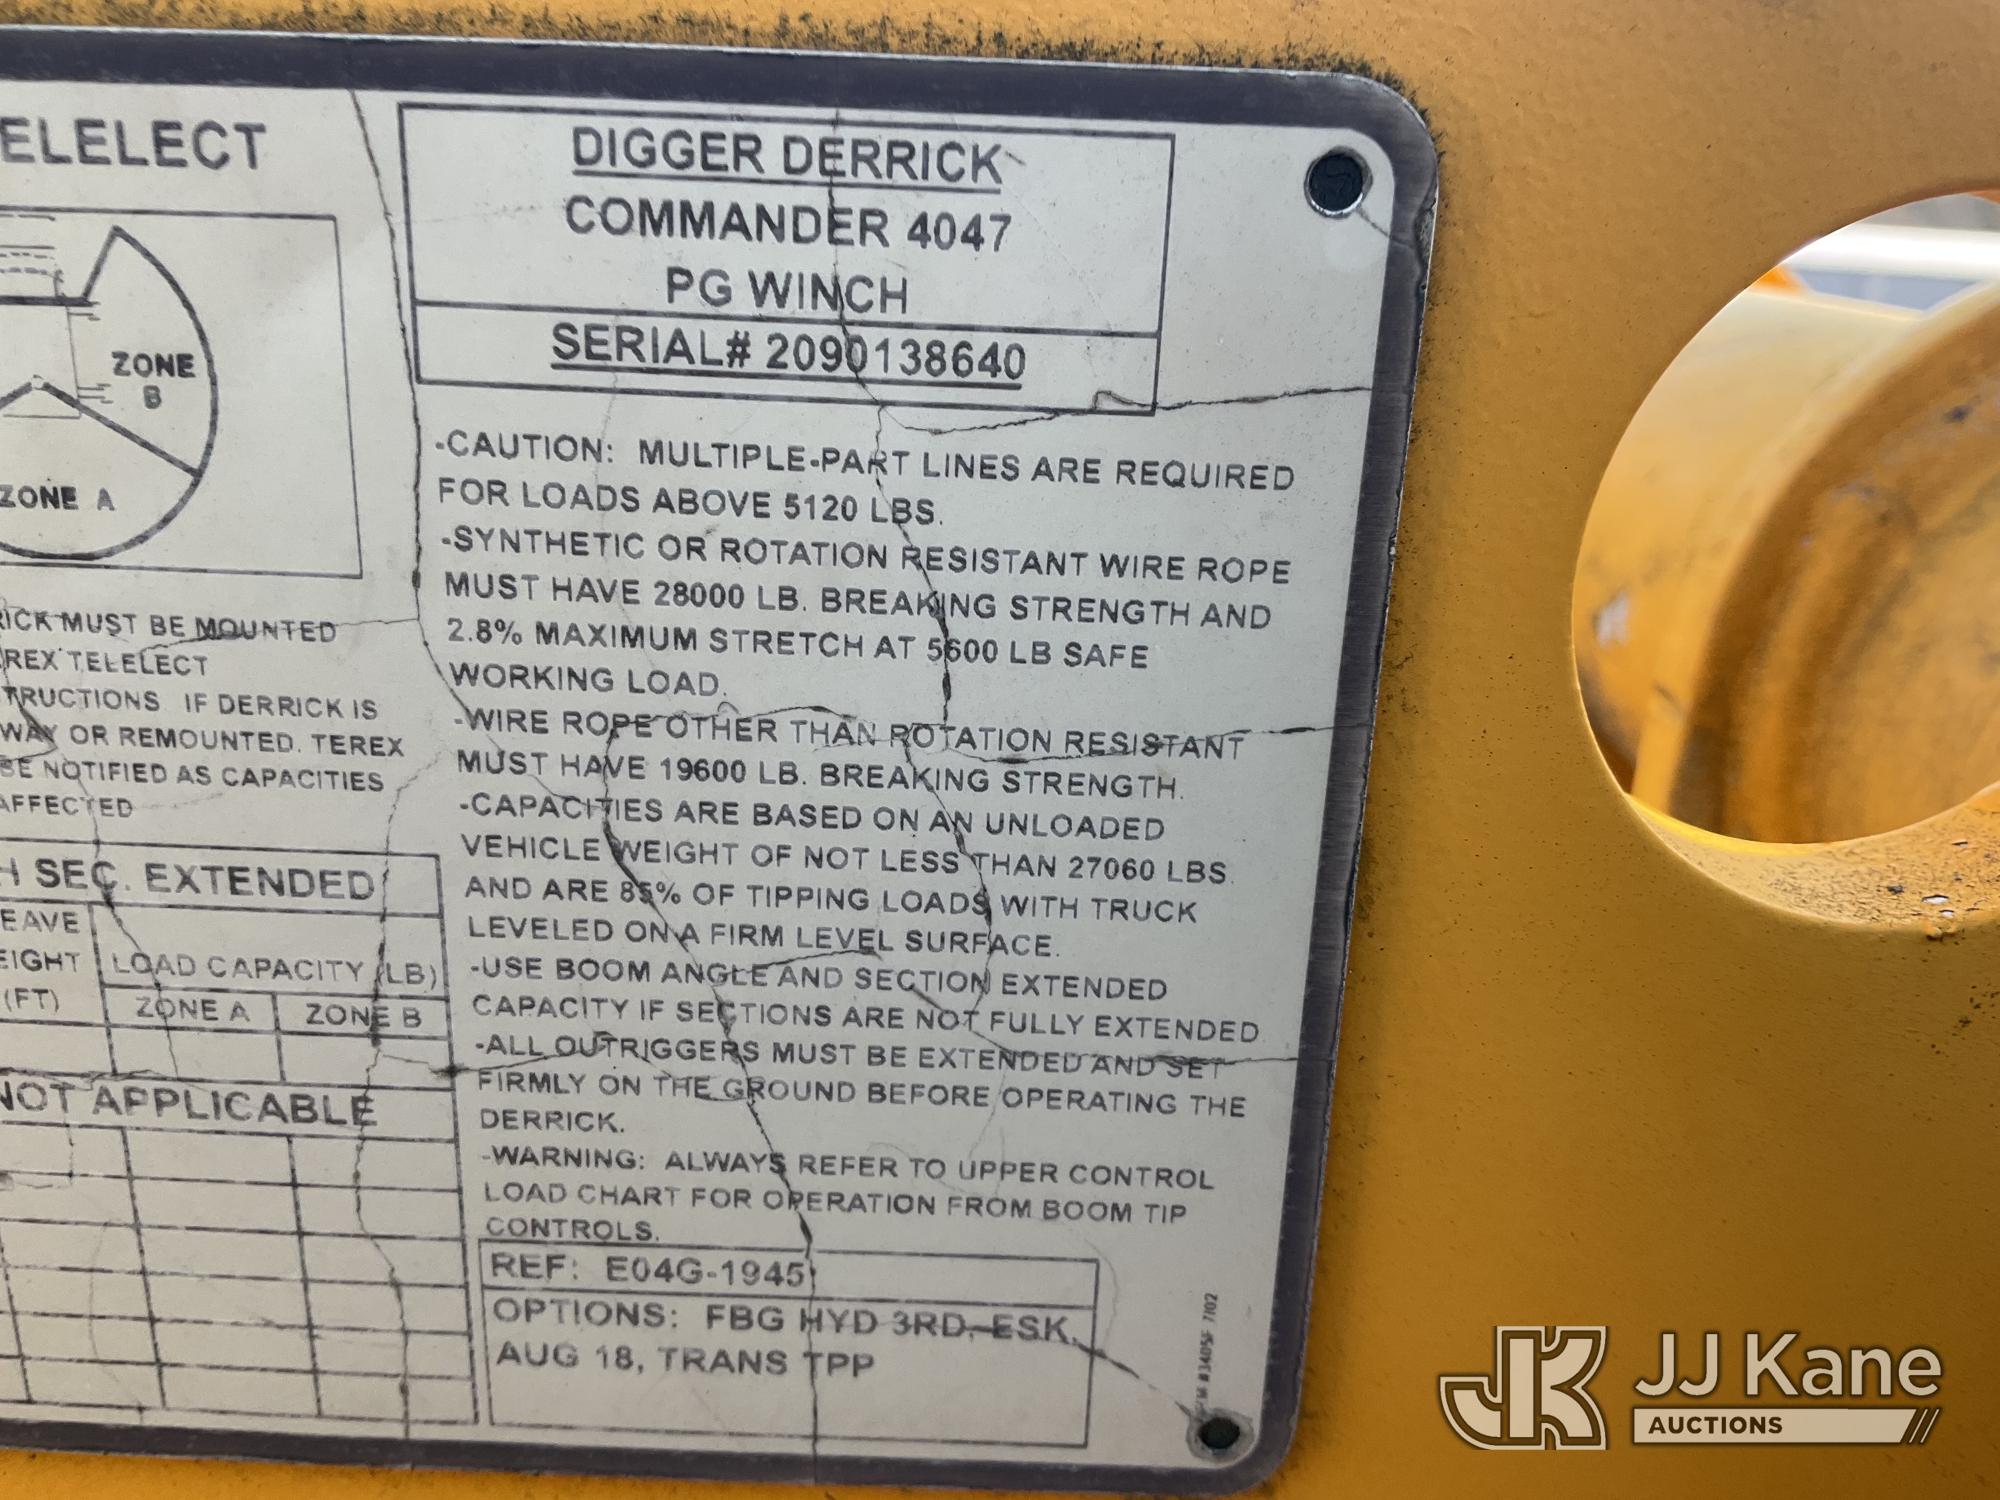 ELELECT
ZONE
B
ZONE A
RICK MUST BE MOUNTED
REX TELELECT
TRUCTIONS IF DERRICK IS
WAY OR REMOUNTED. TEREX
BE NOTIFIED AS CAPACITIES
AFFECTED
H SEC. EXTENDED
EAVE
EIGHT
(FT)
LOAD CAPACITY (LB)
ZONE A ZONE B
NOT APPLICABLE
DIGGER DERRICK
COMMANDER 4047
PG WINCH
SERIAL# 2090138640
-CAUTION: MULTIPLE-PART LINES ARE REQUIRED
FOR LOADS ABOVE 5120 LBS.
-SYNTHETIC OR ROTATION RESISTANT WIRE ROPE
MUST HAVE 28000 LB. BREAKING STRENGTH AND
2.8% MAXIMUM STRETCH AT 5600 LB SAFE
WORKING LOAD.
-WIRE ROPE OTHER THAN ROTATION RESISTANT
MUST HAVE 19600 LB. BREAKING STRENGTH.
-CAPACITIES ARE BASED ON AN UNLOADED
VEHICLE WEIGHT OF NOT LESS THAN 27060 LBS.
AND ARE 85% OF TIPPING LOADS WITH TRUCK
LEVELED ON A FIRM LEVEL SURFACE.
-USE BOOM ANGLE AND SECTION EXTENDED
CAPACITY IF SECTIONS ARE NOT FULLY EXTENDED
-ALL OUTRIGGERS MUST BE EXTENDED AND SET
FIRMLY ON THE GROUND BEFORE OPERATING THE
DERRICK.
-WARNING: ALWAYS REFER TO UPPER CONTROL
LOAD CHART FOR OPERATION FROM BOOM TIP
CONTROLS.
REF: E04G-1945
OPTIONS: FBG HYD 3RD, ESK,
AUG 18, TRANS TPP
#3405F 7/02
JJ Kane
AUCTIONS